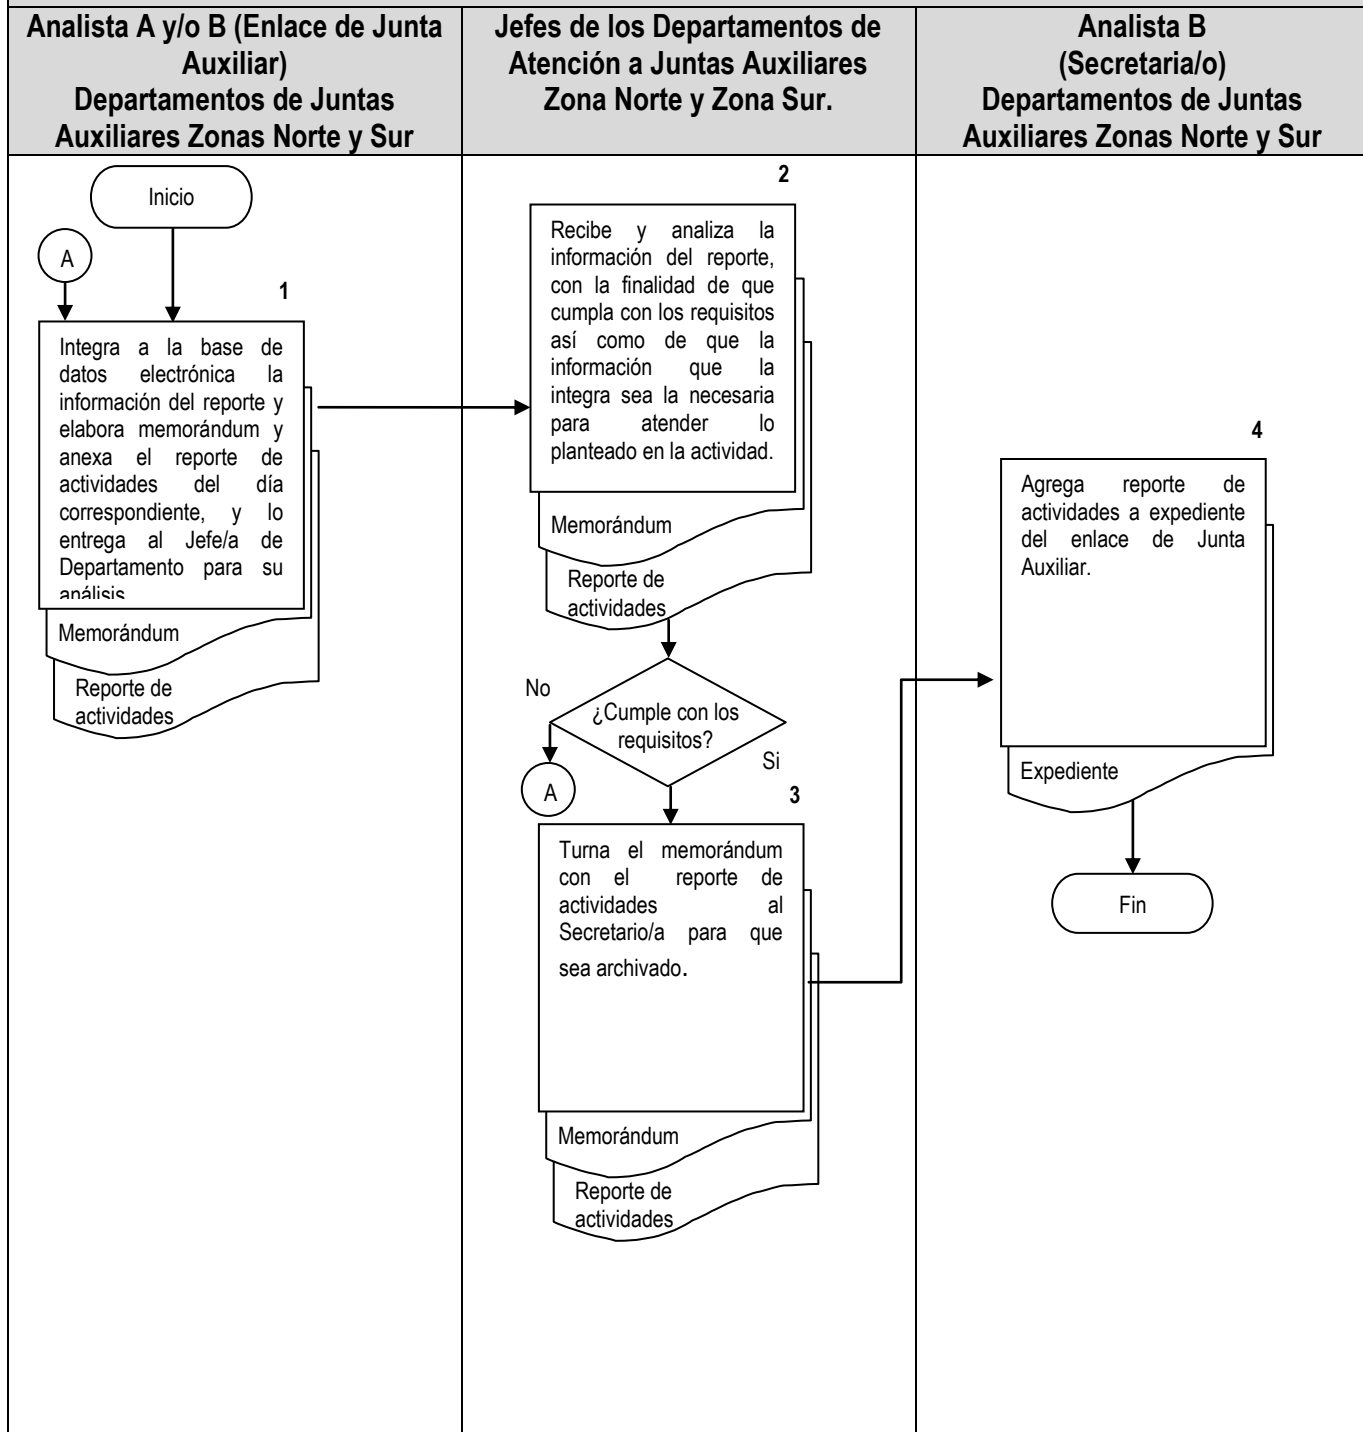 Analista A y/o B (Enlace de Junta
Auxiliar)
Departamentos de Juntas
Auxiliares Zonas Norte y Sur
Jefes de los Departamentos de
Atención a Juntas Auxiliares
Zona Norte y Zona Sur.
Analista B
(Secretaria/o)
Departamentos de Juntas
Auxiliares Zonas Norte y Sur
Inicio
A
1
Integra a la base de
datos electrónica la
información del reporte y
elabora memorándum y
anexa el reporte de
actividades del día
correspondiente, y lo
entrega al Jefe/a de
Departamento para su
análisis
Memorándum
Reporte de
actividades
2
Recibe y analiza la
información del reporte,
con la finalidad de que
cumpla con los requisitos
así como de que la
información que la
integra sea la necesaria
para atender lo
planteado en la actividad.
Memorándum
Reporte de
actividades
No
¿Cumple con los
requisitos?
Si
A
3
Turna el memorándum
con el reporte de
actividades al
Secretario/a para que
sea archivado.
Memorándum
Reporte de
actividades
4
Agrega reporte de
actividades a expediente
del enlace de Junta
Auxiliar.
Expediente
Fin